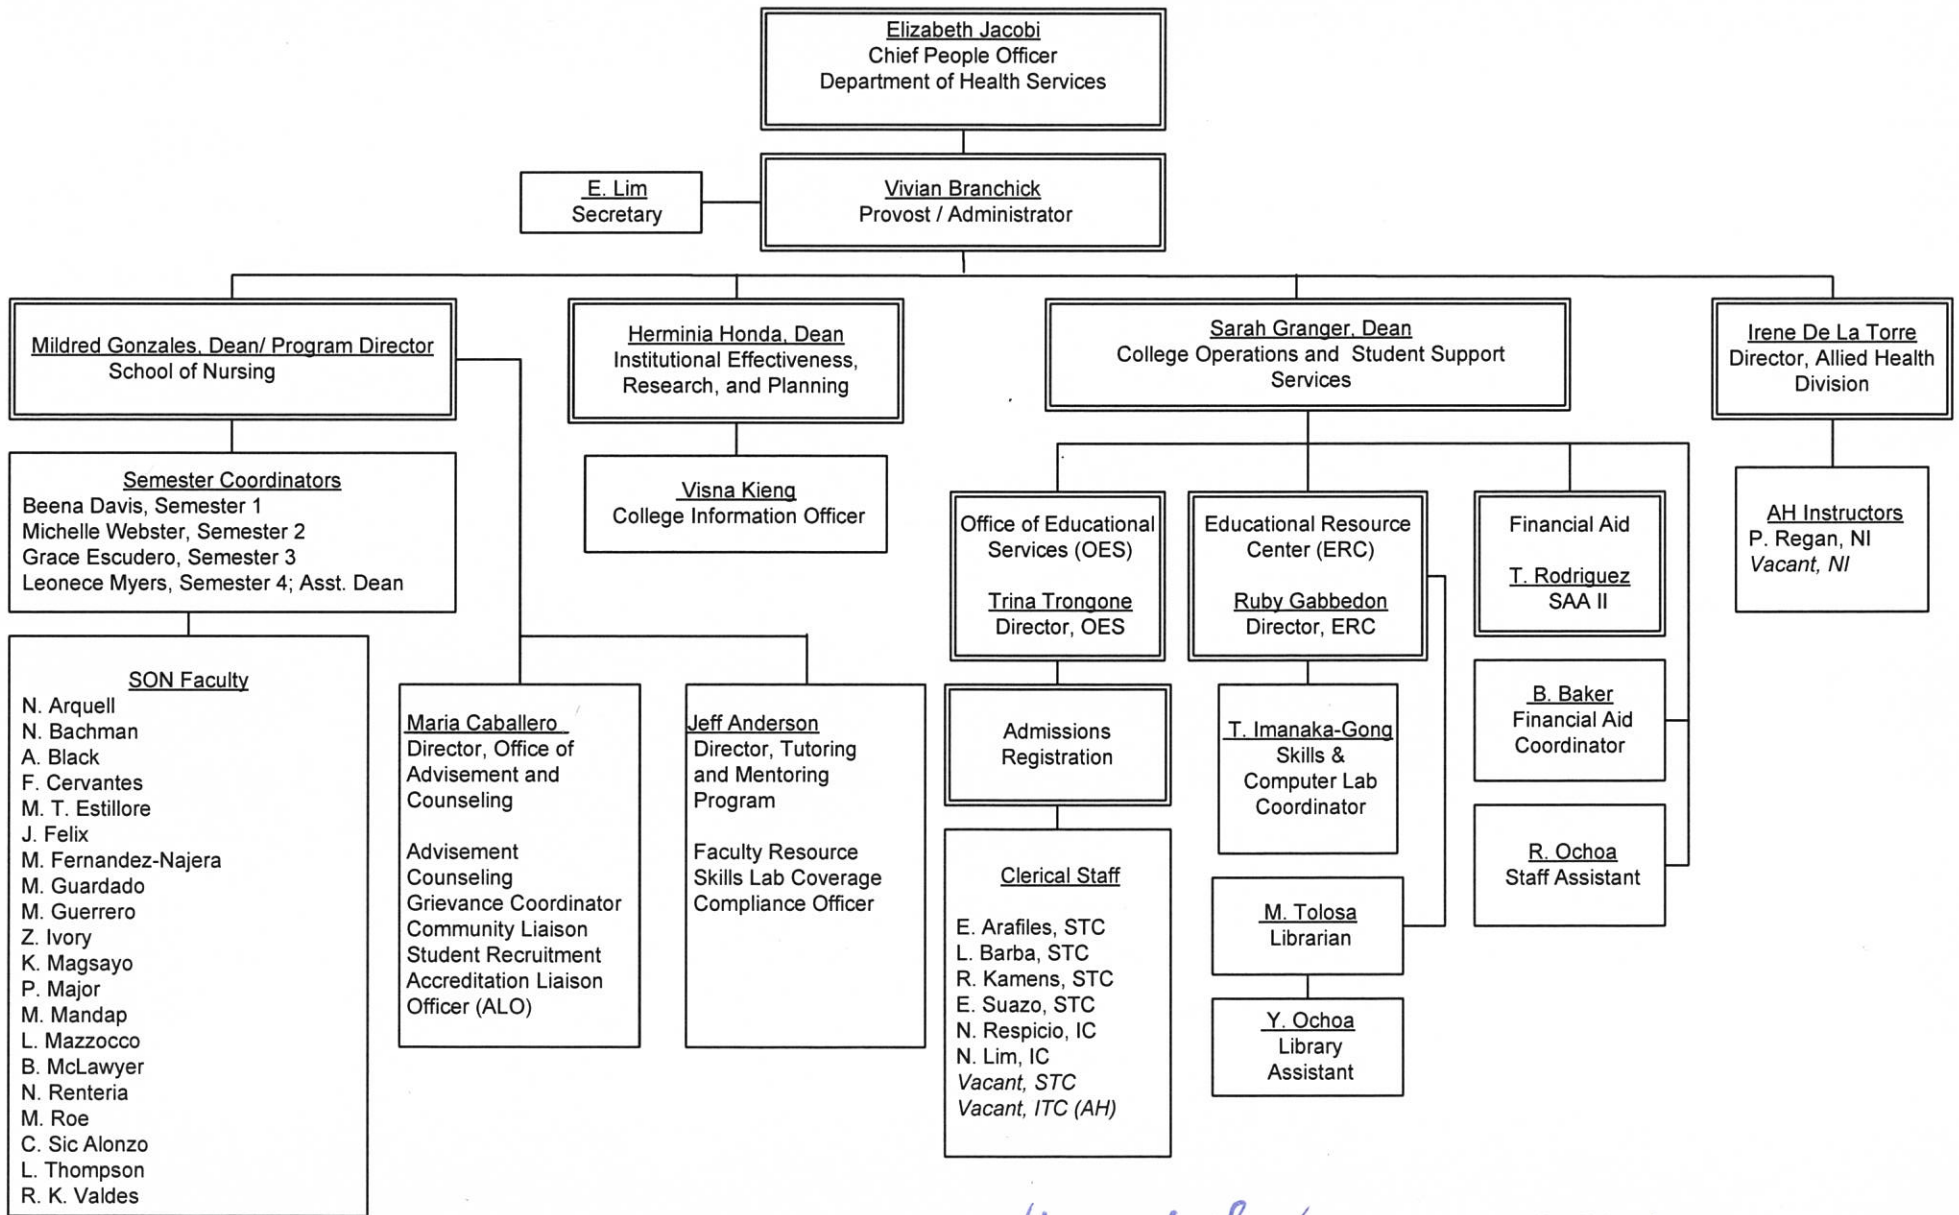 Elizabeth Jacobi
Chief People Officer
Department of Health Services
E. Lim
Secretary
Vivian Branchick
Provost / Administrator
Mildred Gonzales, Dean/ Program Director
School of Nursing
Herminia Honda, Dean
Institutional Effectiveness,
Research, and Planning
Sarah Granger, Dean
College Operations and Student Support
Services
Irene De La Torre
Director, Allied Health
Division
Semester Coordinators
Beena Davis, Semester 1
Michelle Webster, Semester 2
Grace Escudero, Semester 3
Leonece Myers, Semester 4; Asst. Dean
Visna Kieng
College Information Officer
Office of Educational
Services (OES)
Trina Trongone
Director, OES
Educational Resource
Center (ERC)
Ruby Gabbedon
Director, ERC
Financial Aid
T. Rodriguez
SAA II
AH Instructors
P. Regan, NI
Vacant, NI
SON Faculty
N. Arquell
N. Bachman
A. Black
F. Cervantes
M. T. Estillore
J. Felix
M. Fernandez-Najera
M. Guardado
M. Guerrero
Z. Ivory
K. Magsayo
P. Major
M. Mandap
L. Mazzocco
B. McLawyer
N. Renteria
M. Roe
C. Sic Alonzo
L. Thompson
R. K. Valdes
Maria Caballero
Director, Office of
Advisement and
Counseling
Advisement
Counseling
Grievance Coordinator
Community Liaison
Student Recruitment
Accreditation Liaison
Officer (ALO)
Jeff Anderson
Director, Tutoring
and Mentoring
Program
Faculty Resource
Skills Lab Coverage
Compliance Officer
Admissions
Registration
Clerical Staff
E. Arafiles, STC
L. Barba, STC
R. Kamens, STC
E. Suazo, STC
N. Respicio, IC
N. Lim, IC
Vacant, STC
Vacant, ITC (AH)
T. Imanaka-Gong
Skills &
Computer Lab
Coordinator
M. Tolosa
Librarian
Y. Ochoa
Library
Assistant
B. Baker
Financial Aid
Coordinator
R. Ochoa
Staff Assistant